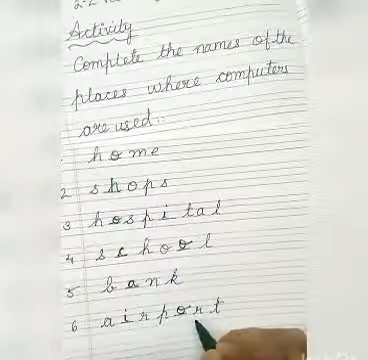 Activity
Complete the names of the
places where computers
are used :
home
2 shops
3 hospital
4 school
5 bank
6 airport